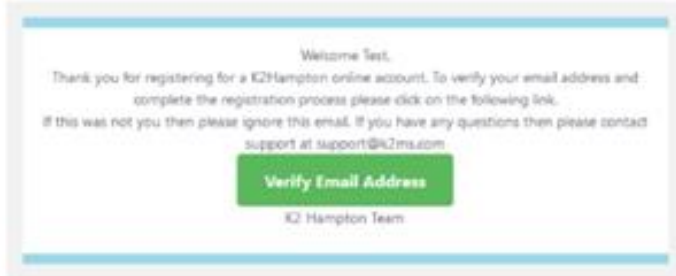 Welcome Test,
Thank you for registering for a K2Hampton online account. To verify your email address and
complete the registration process please click on the following link.
If this was not you then please ignore this email. If you have any questions then please contact
support at support@k2ms.com
Verify Email Address
K2 Hampton Team